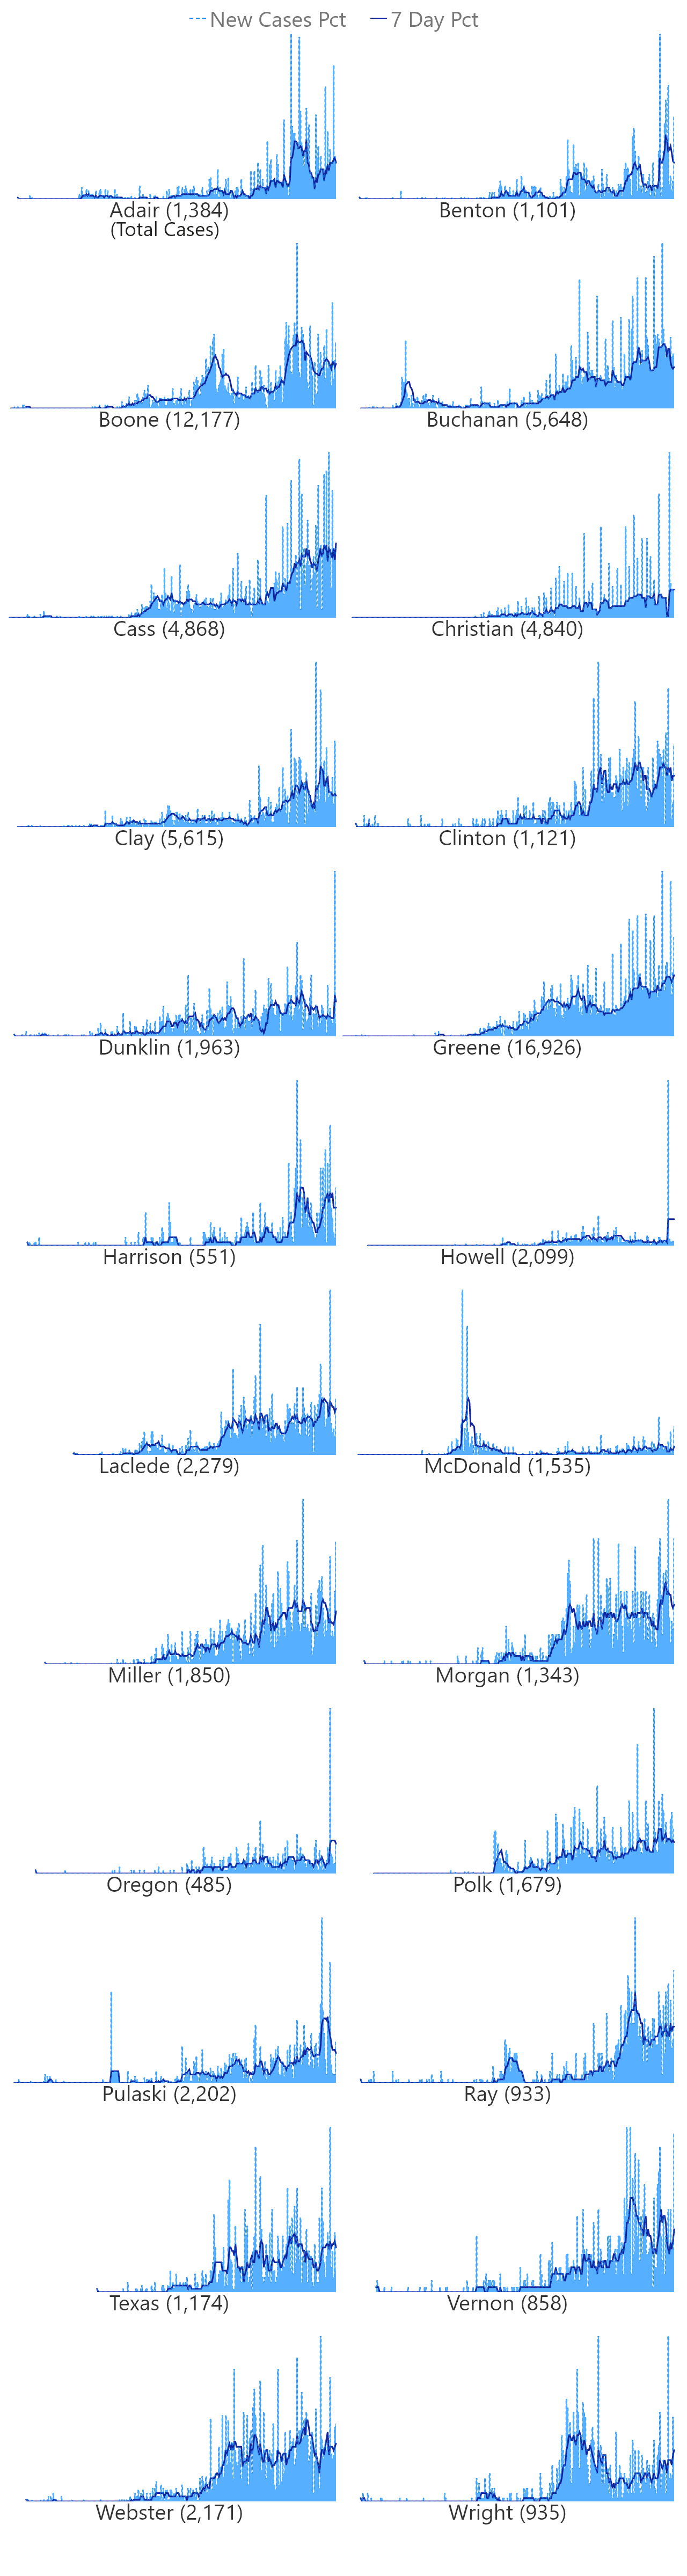 New Cases Pct 7 Day Pct
Adair (1,384) Benton (1,101)
(Total Cases)
Boone (12,177) Buchanan (5,648)
Cass (4,868) Christian (4,840)
Clay (5,615) Clinton (1,121)
Dunklin (1,963) Greene (16,926)
Harrison (551) Howell (2,099)
Laclede (2,279) McDonald (1,535)
Miller (1,850) Morgan (1,343)
Oregon (485) Polk (1,679)
Pulaski (2,202) Ray (933)
Texas (1,174) Vernon (858)
Webster (2,171) Wright (935)